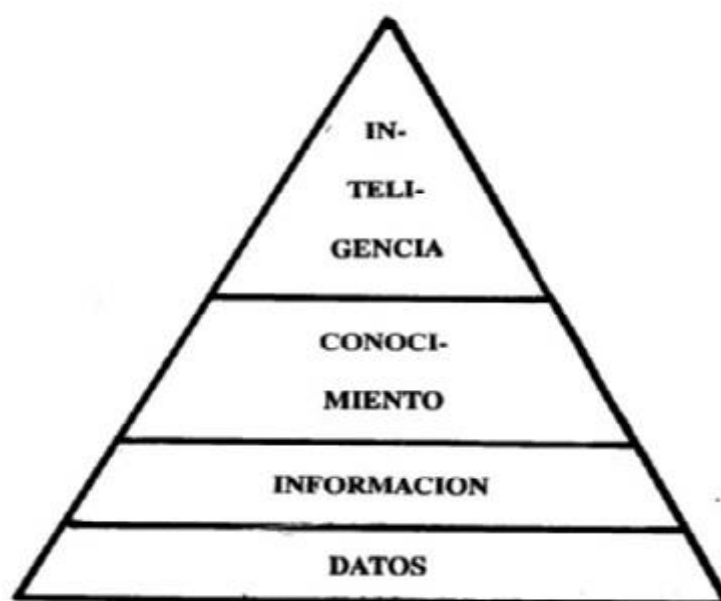 IN-
TELI-
GENCIA
CONOCI-
MIENTO
INFORMACION
DATOS